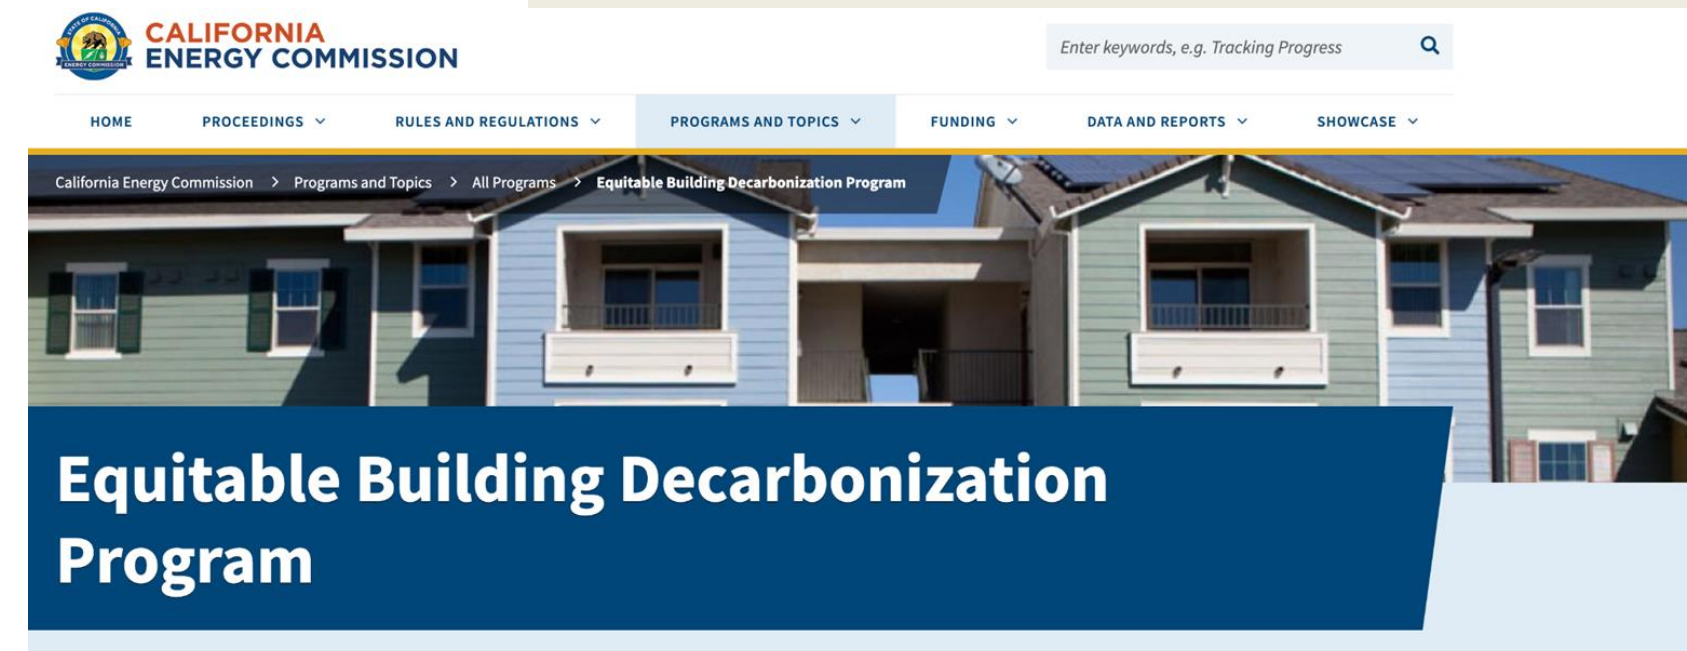 CALIFORNIA
ENERGY COMMISSION
Enter keywords, e.g. Tracking Progress
HOME PROCEEDINGS RULES AND REGULATIONS PROGRAMS AND TOPICS FUNDING DATA AND REPORTS SHOWCASE
California Energy Commission > Programs and Topics > All Programs > Equitable Building Decarbonization Program
Equitable Building Decarbonization
Program